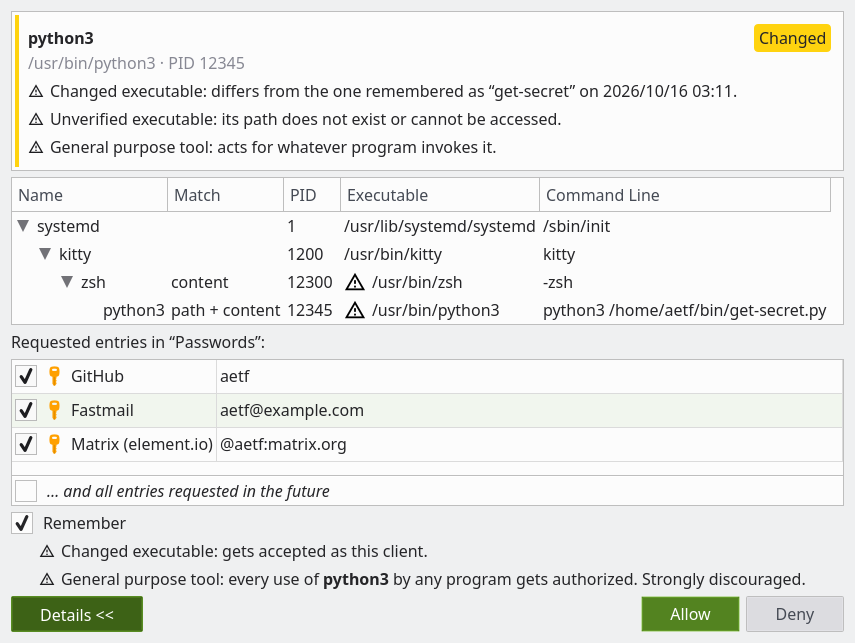 python3
Changed
/usr/bin/python3 · PID 12345
Changed executable: differs from the one remembered as “get-secret” on 2026/10/16 03:11.
Unverified executable: its path does not exist or cannot be accessed.
General purpose tool: acts for whatever program invokes it.
Name Match PID Executable Command Line
systemd 1 /usr/lib/systemd/systemd /sbin/init
kitty 1200 /usr/bin/kitty kitty
zsh content 12300 /usr/bin/zsh -zsh
python3 path + content 12345 /usr/bin/python3 python3 /home/aetf/bin/get-secret.py
Requested entries in “Passwords”:
GitHub aetf
Fastmail aetf@example.com
Matrix (element.io) @aetf:matrix.org
... and all entries requested in the future
Remember
Changed executable: gets accepted as this client.
General purpose tool: every use of python3 by any program gets authorized. Strongly discouraged.
Details << Allow Deny